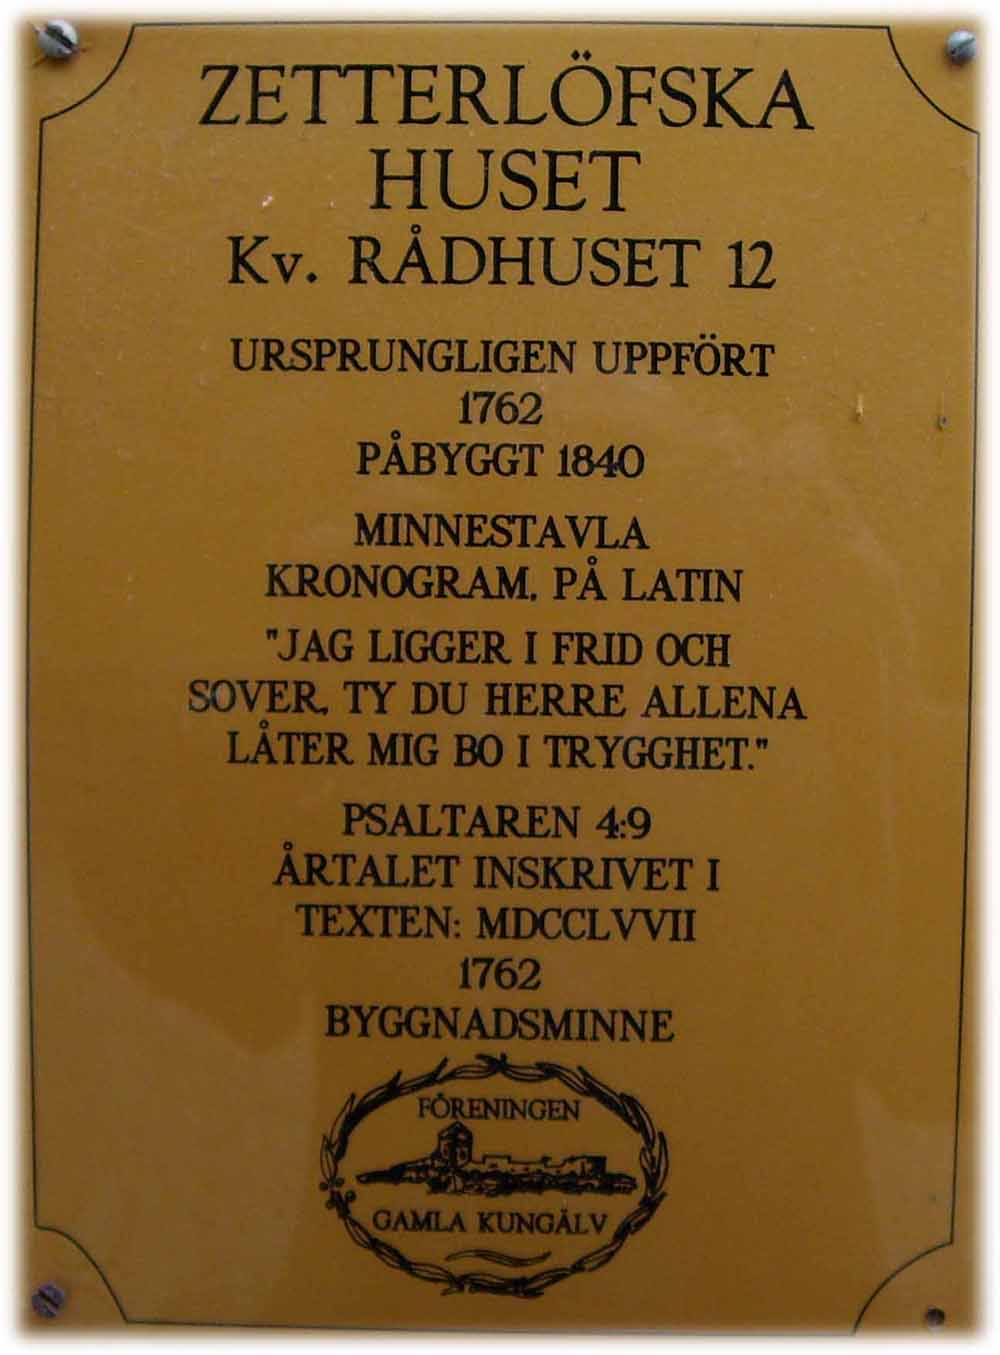 ZETTERLÖFSKA
HUSET
Kv. RÅDHUSET 12
URSPRUNGLIGEN UPPFÖRT
1762
PÅBYGGT 1840
MINNESTAVLA
KRONOGRAM, PÅ LATIN
"JAG LIGGER I FRID OCH
SOVER, TY DU HERRE ALLENA
LÅTER MIG BO I TRYGGHET."
PSALTAREN 4:9
ÅRTALET INSKRIVET I
TEXTEN: MDCCLVVII
1762
BYGGNADSMINNE
FÖRENINGEN
GAMLA KUNGÄLV